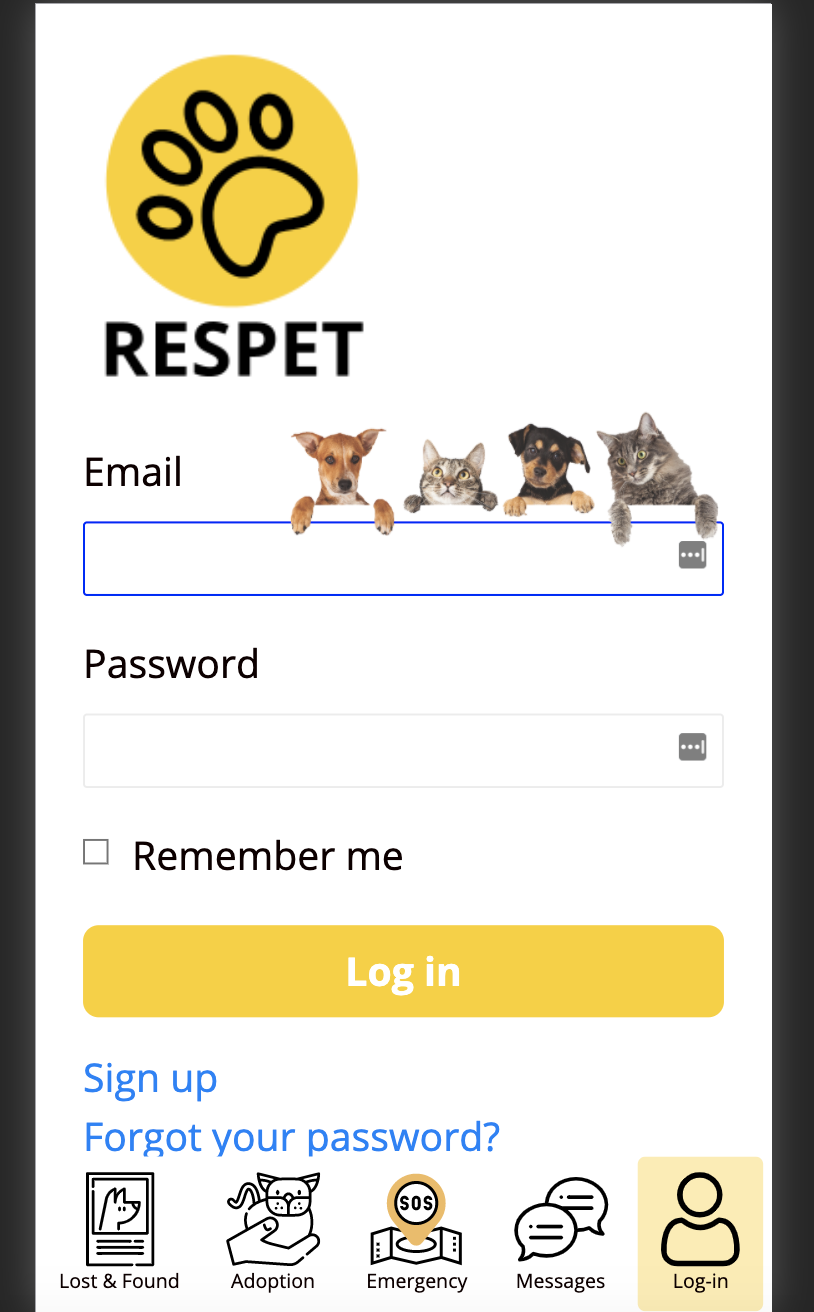 RESPET
Email
Password
Remember me
Log in
Sign up
Forgot your password?
SOS
Lost & Found
Adoption
Emergency
Messages
Log-in